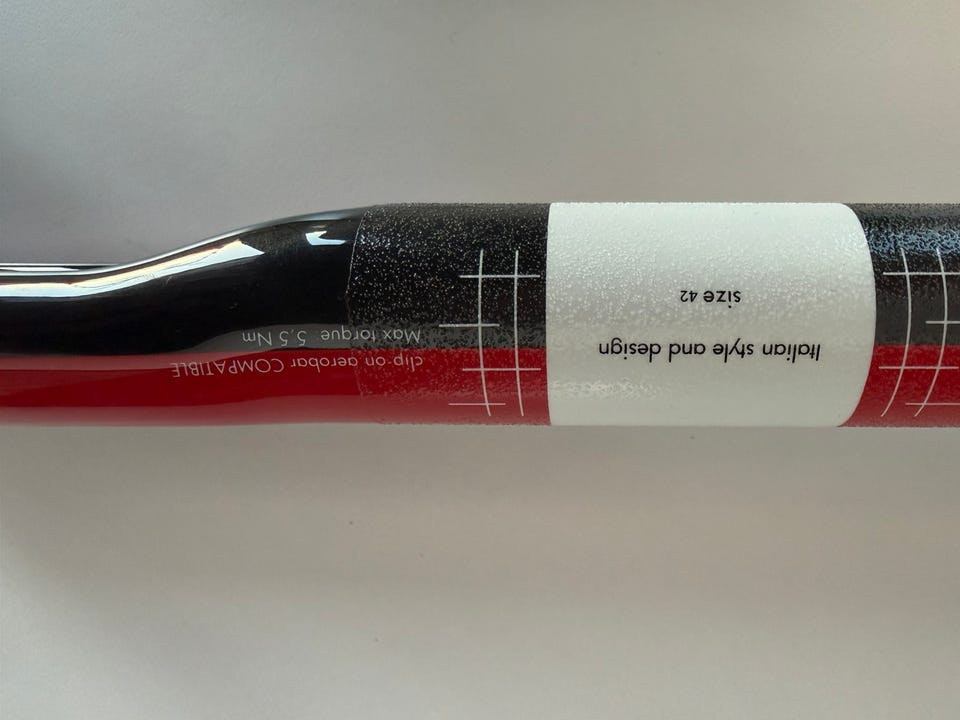 Italian style and design
size 42
clip-on aerobar COMPATIBLE
Max torque 5,5 Nm